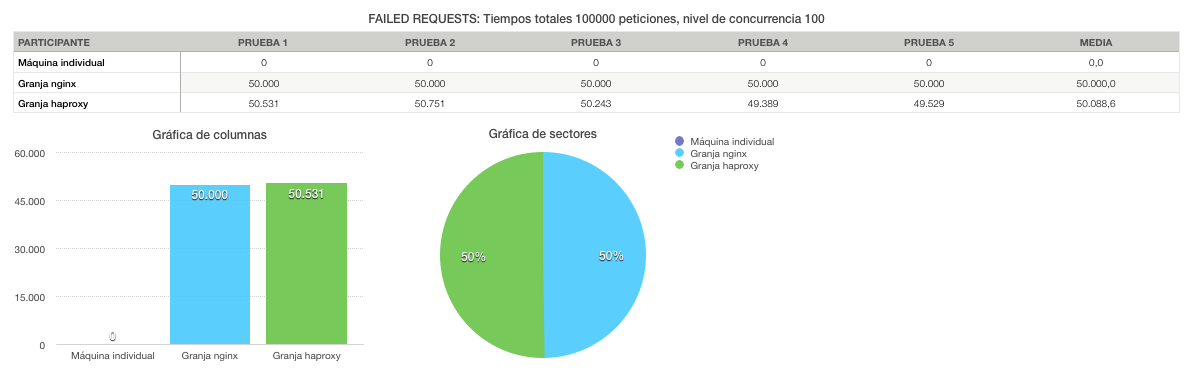 FAILED REQUESTS: Tiempos totales 100000 peticiones, nivel de concurrencia 100
PARTICIPANTE PRUEBA 1 PRUEBA 2 PRUEBA 3 PRUEBA 4 PRUEBA 5 MEDIA
Máquina individual 0 0 0 0 0 0,0
Granja nginx 50.000 50.000 50.000 50.000 50.000 50.000,0
Granja haproxy 50.531 50.751 50.243 49.389 49.529 50.088,6
Gráfica de columnas
60.000
45.000
30.000
15.000
0
0
50.000
50.531
Máquina individual Granja nginx Granja haproxy
Gráfica de sectores
50% 50%
Máquina individual
Granja nginx
Granja haproxy